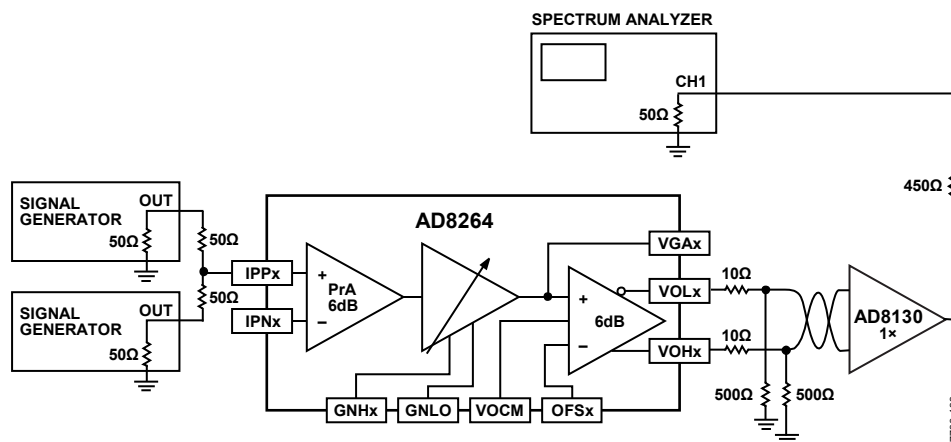 SPECTRUM ANALYZER
CH1
50Ω
450Ω
SIGNAL
GENERATOR
OUT
50Ω
50Ω
SIGNAL
GENERATOR
OUT
50Ω
50Ω
AD8264
IPPx
IPNx
+
PrA
6dB
−
+
6dB
−
VGAx
VOLx
VOHx
10Ω
10Ω
AD8130
1×
500Ω
500Ω
GNHx
GNLO
VOCM
OFSx